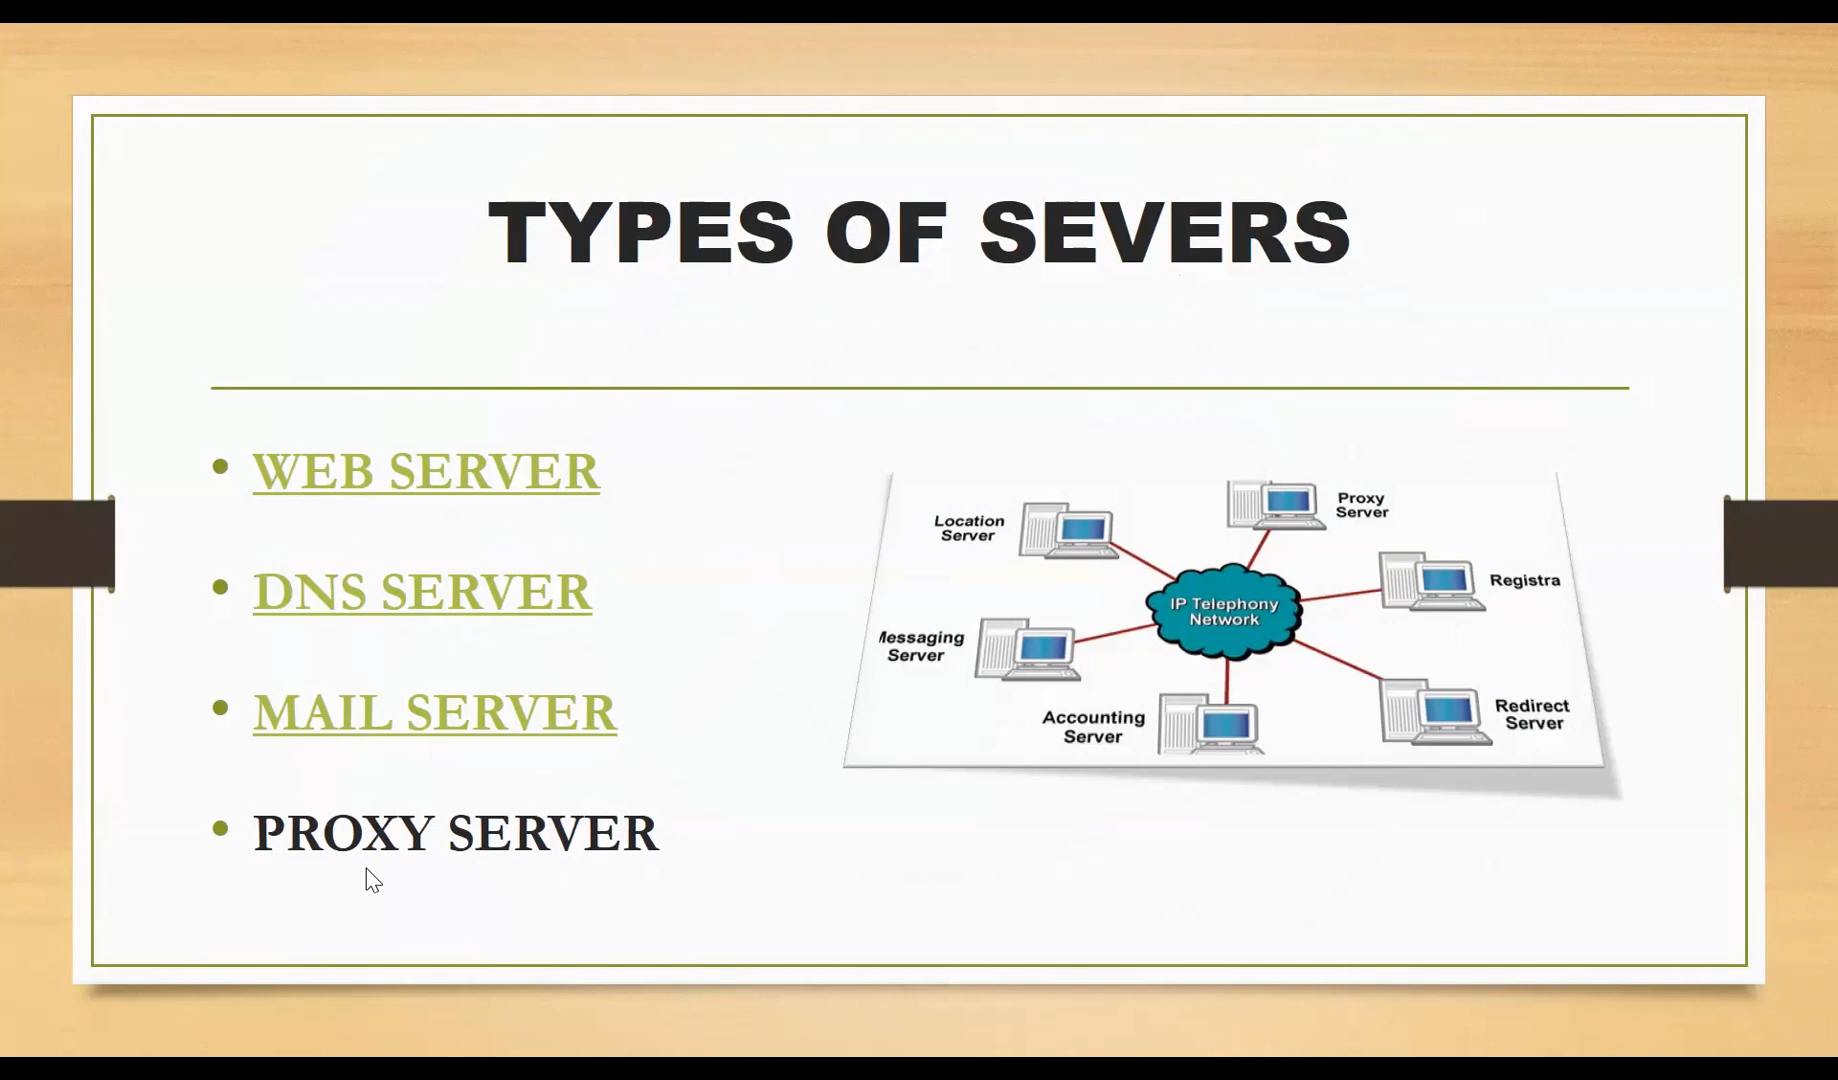 TYPES OF SEVERS
• WEB SERVER
• DNS SERVER
• MAIL SERVER
• PROXY SERVER
Location
Server
Proxy
Server
Registra
IP Telephony
Network
Messaging
Server
Accounting
Server
Redirect
Server